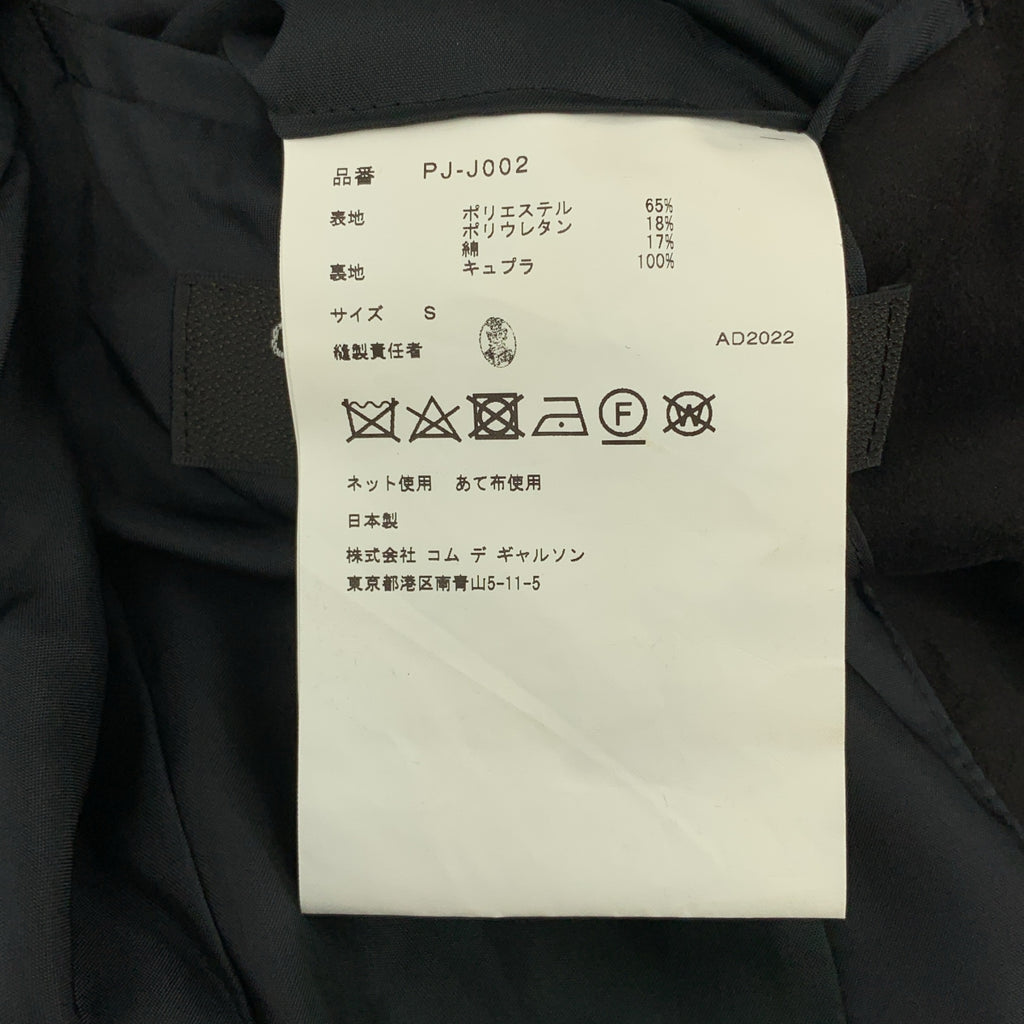 品番 PJ-J002
表地 ポリエステル 65%
ポリウレタン 18%
綿 17%
裏地 キュプラ 100%
サイズ S
縫製責任者 AD2022
F W
ネット使用 あて布使用
日本製
株式会社 コム デ ギャルソン
東京都港区南青山5-11-5